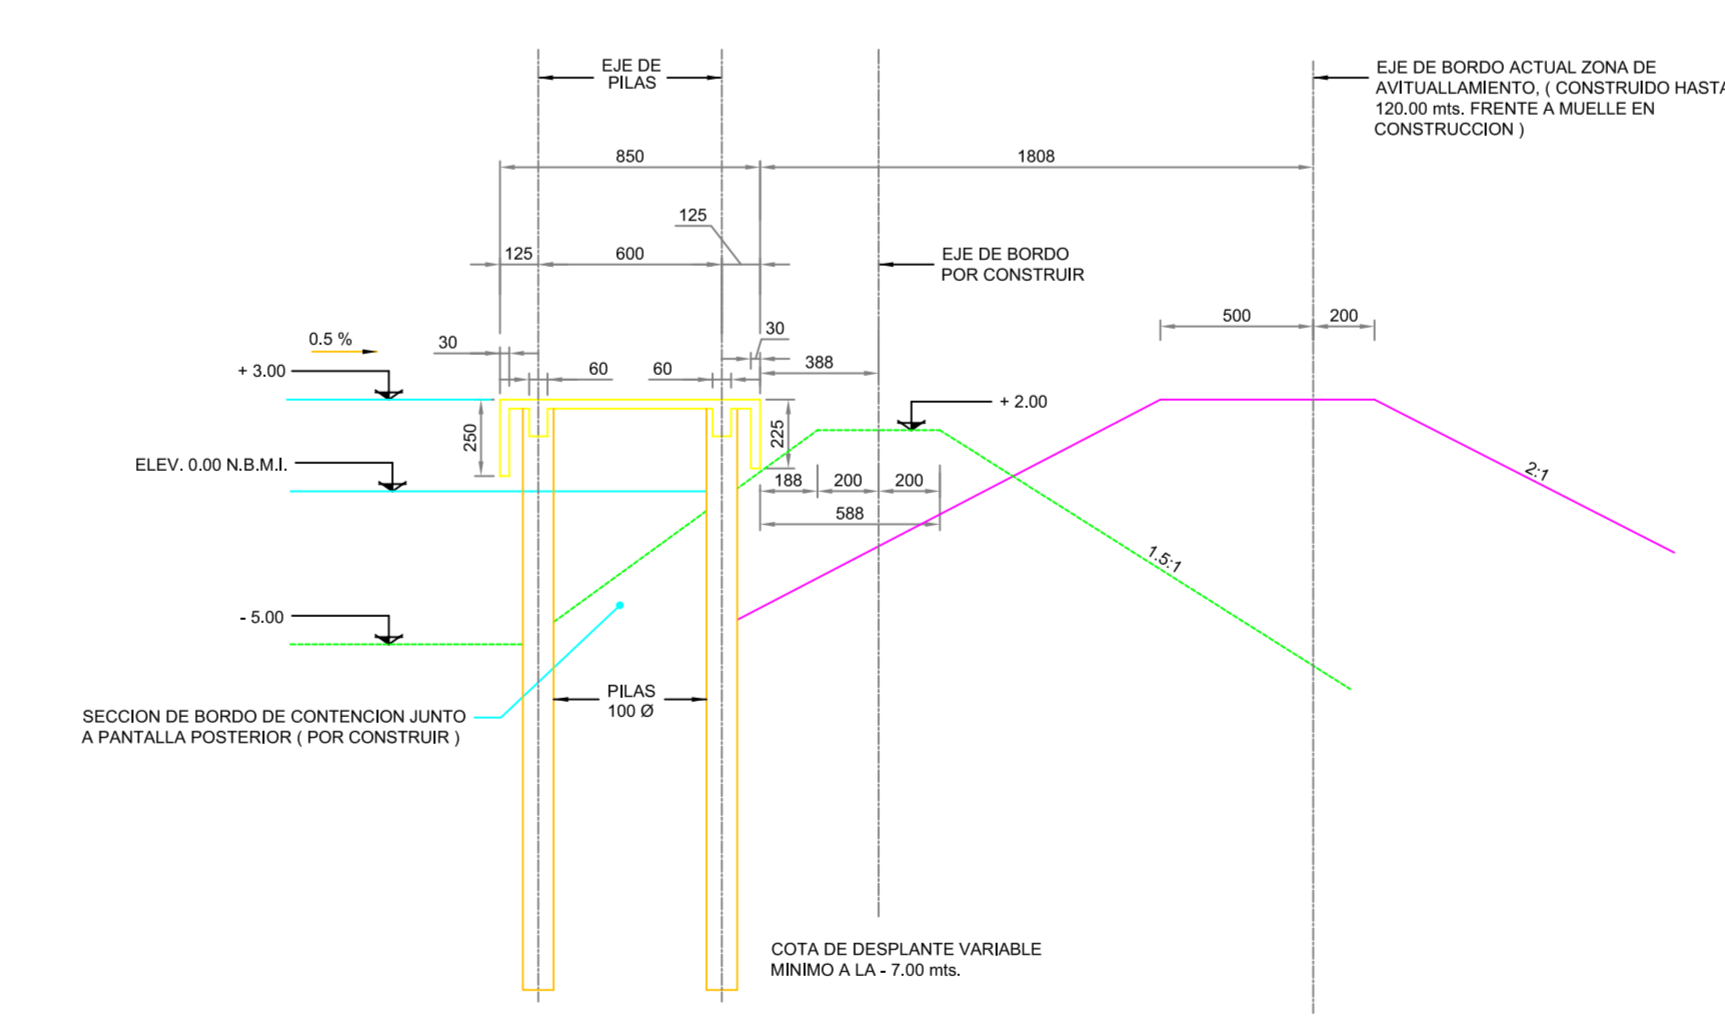 EJE DE
PILAS
EJE DE BORDO ACTUAL ZONA DE
AVITUALLAMIENTO, ( CONSTRUIDO HASTA
120.00 mts. FRENTE A MUELLE EN
CONSTRUCCION )
850
1808
125
125
600
EJE DE BORDO
POR CONSTRUIR
500
200
0.5 %
30
30
388
+ 3.00
60
60
+ 2.00
250
225
ELEV. 0.00 N.B.M.I.
188
200
200
588
2:1
1.5:1
- 5.00
PILAS
100 Ø
SECCION DE BORDO DE CONTENCION JUNTO
A PANTALLA POSTERIOR ( POR CONSTRUIR )
COTA DE DESPLANTE VARIABLE
MINIMO A LA - 7.00 mts.